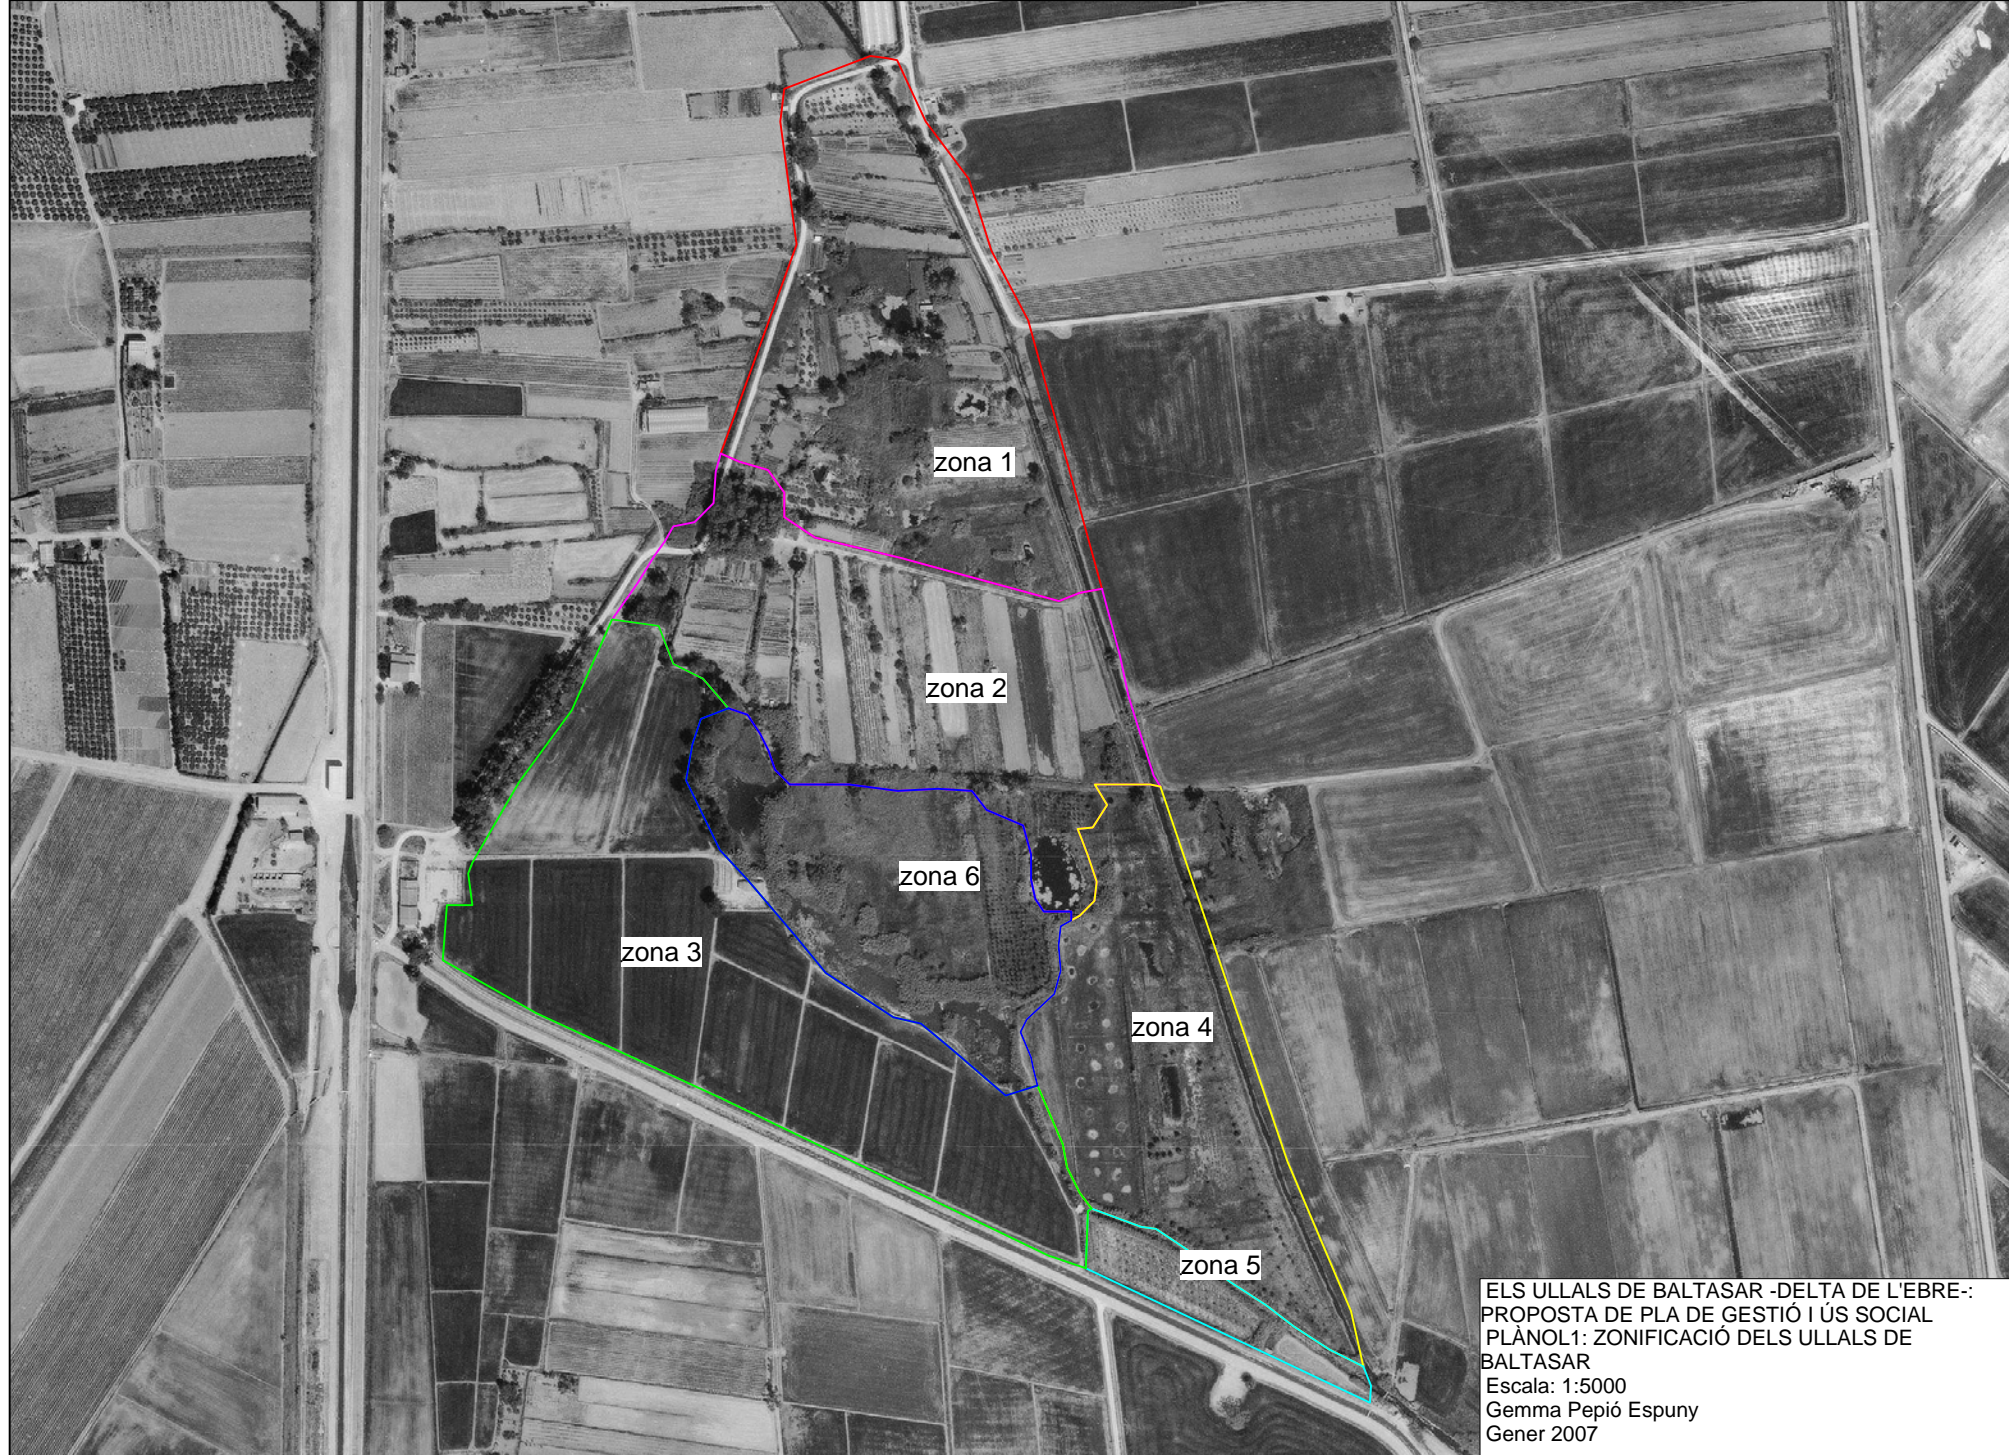 zona 1
zona 2
zona 6
zona 3
zona 4
zona 5
ELS ULLALS DE BALTASAR -DELTA DE L'EBRE-:
PROPOSTA DE PLA DE GESTIÓ I ÚS SOCIAL
PLÀNOL1: ZONIFICACIÓ DELS ULLALS DE
BALTASAR
Escala: 1:5000
Gemma Pepió Espuny
Gener 2007